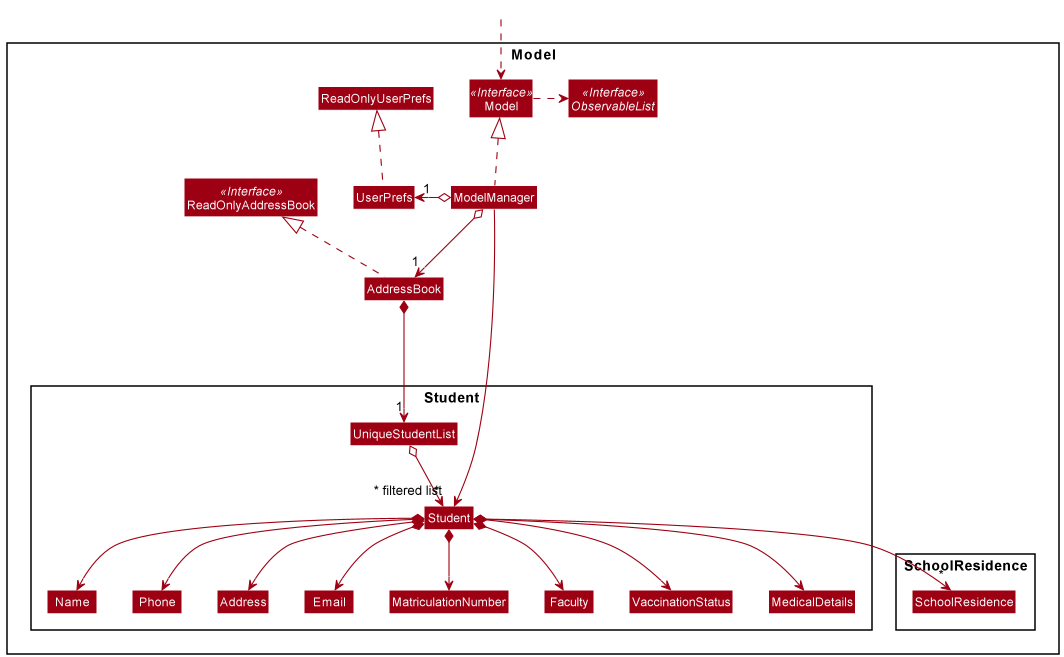 Model
«Interface»
Model
«Interface»
ObservableList
ReadOnlyUserPrefs
«Interface»
ReadOnlyAddressBook
UserPrefs
1
ModelManager
1
AddressBook
Student
1
UniqueStudentList
* filtered list
*
Student
SchoolResidence
*
Name
Phone
Address
Email
MatriculationNumber
Faculty
VaccinationStatus
MedicalDetails
SchoolResidence